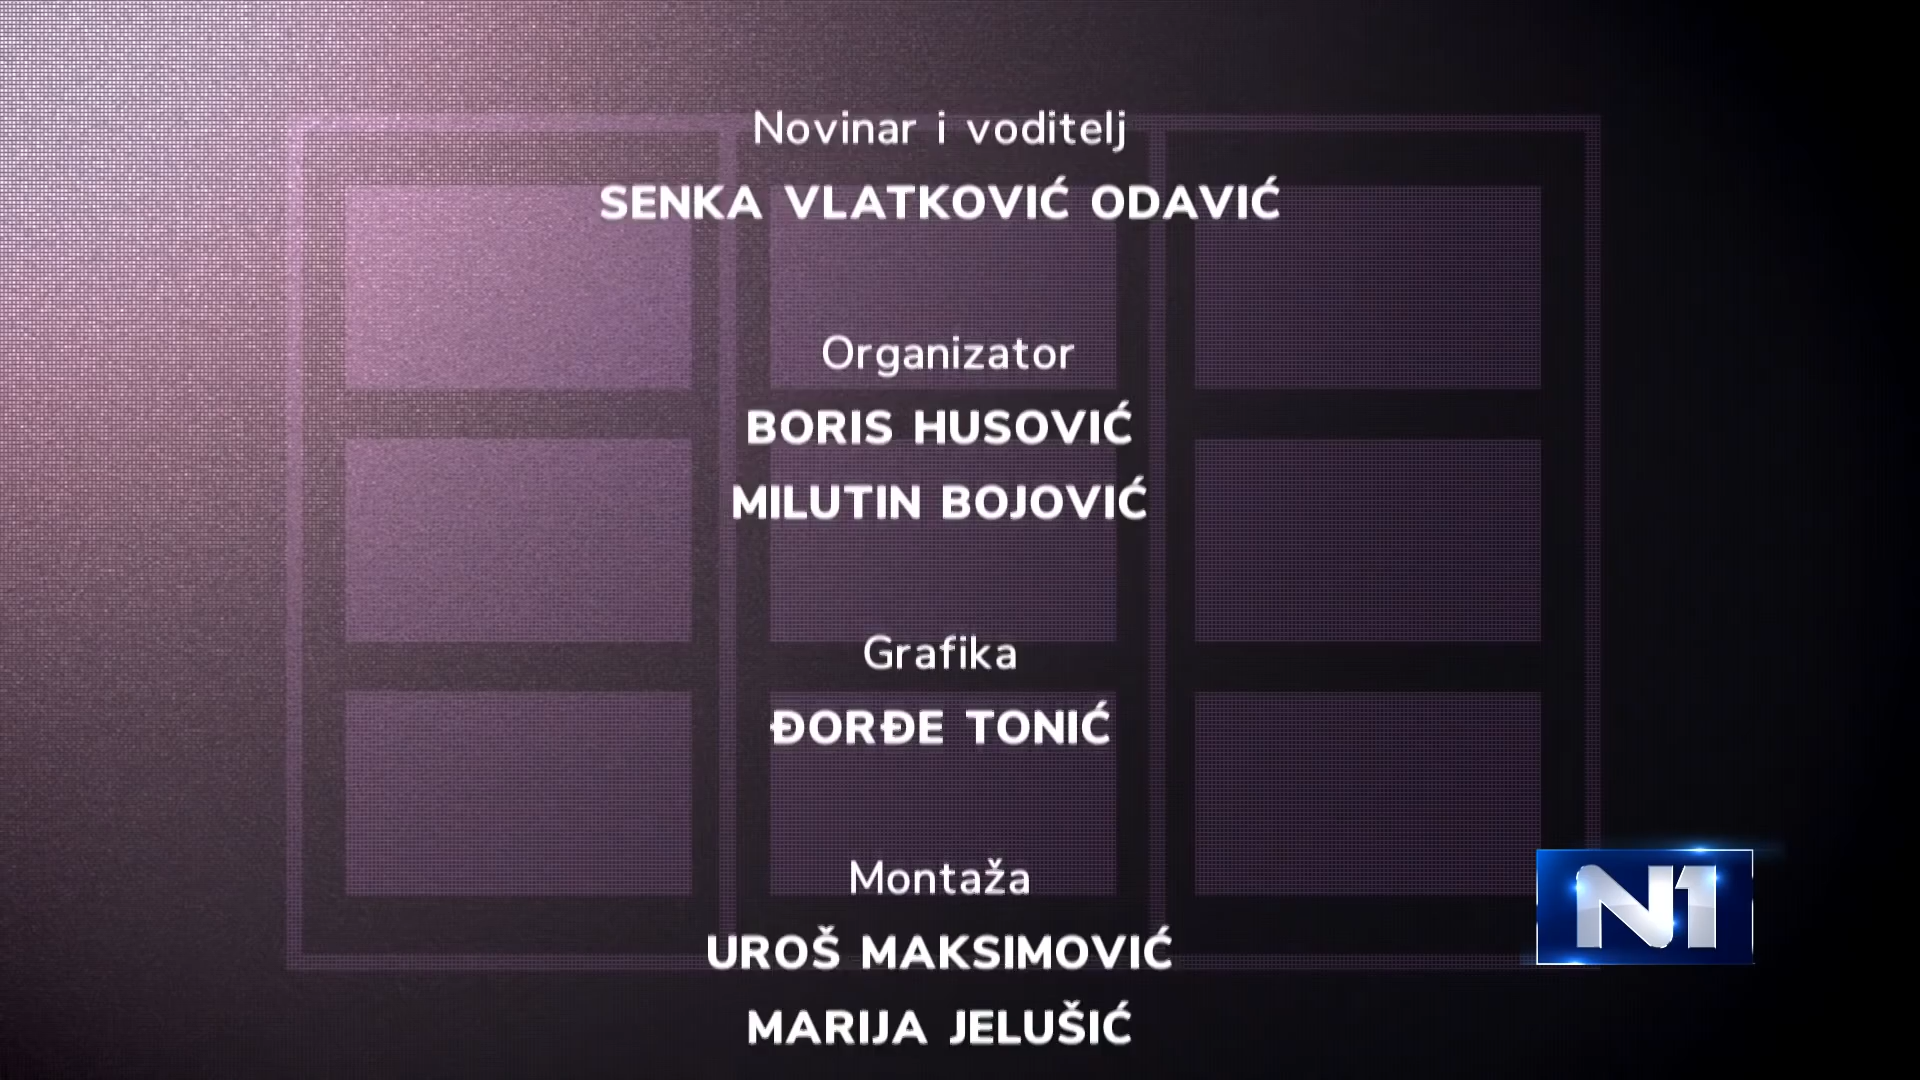 Novinar i voditelj
SENKA VLATKOVIĆ ODAVIĆ
Organizator
BORIS HUSOVIĆ
MILUTIN BOJOVIĆ
Grafika
ĐORĐE TONIĆ
Montaža
UROŠ MAKSIMOVIĆ
MARIJA JELUŠIĆ
N1